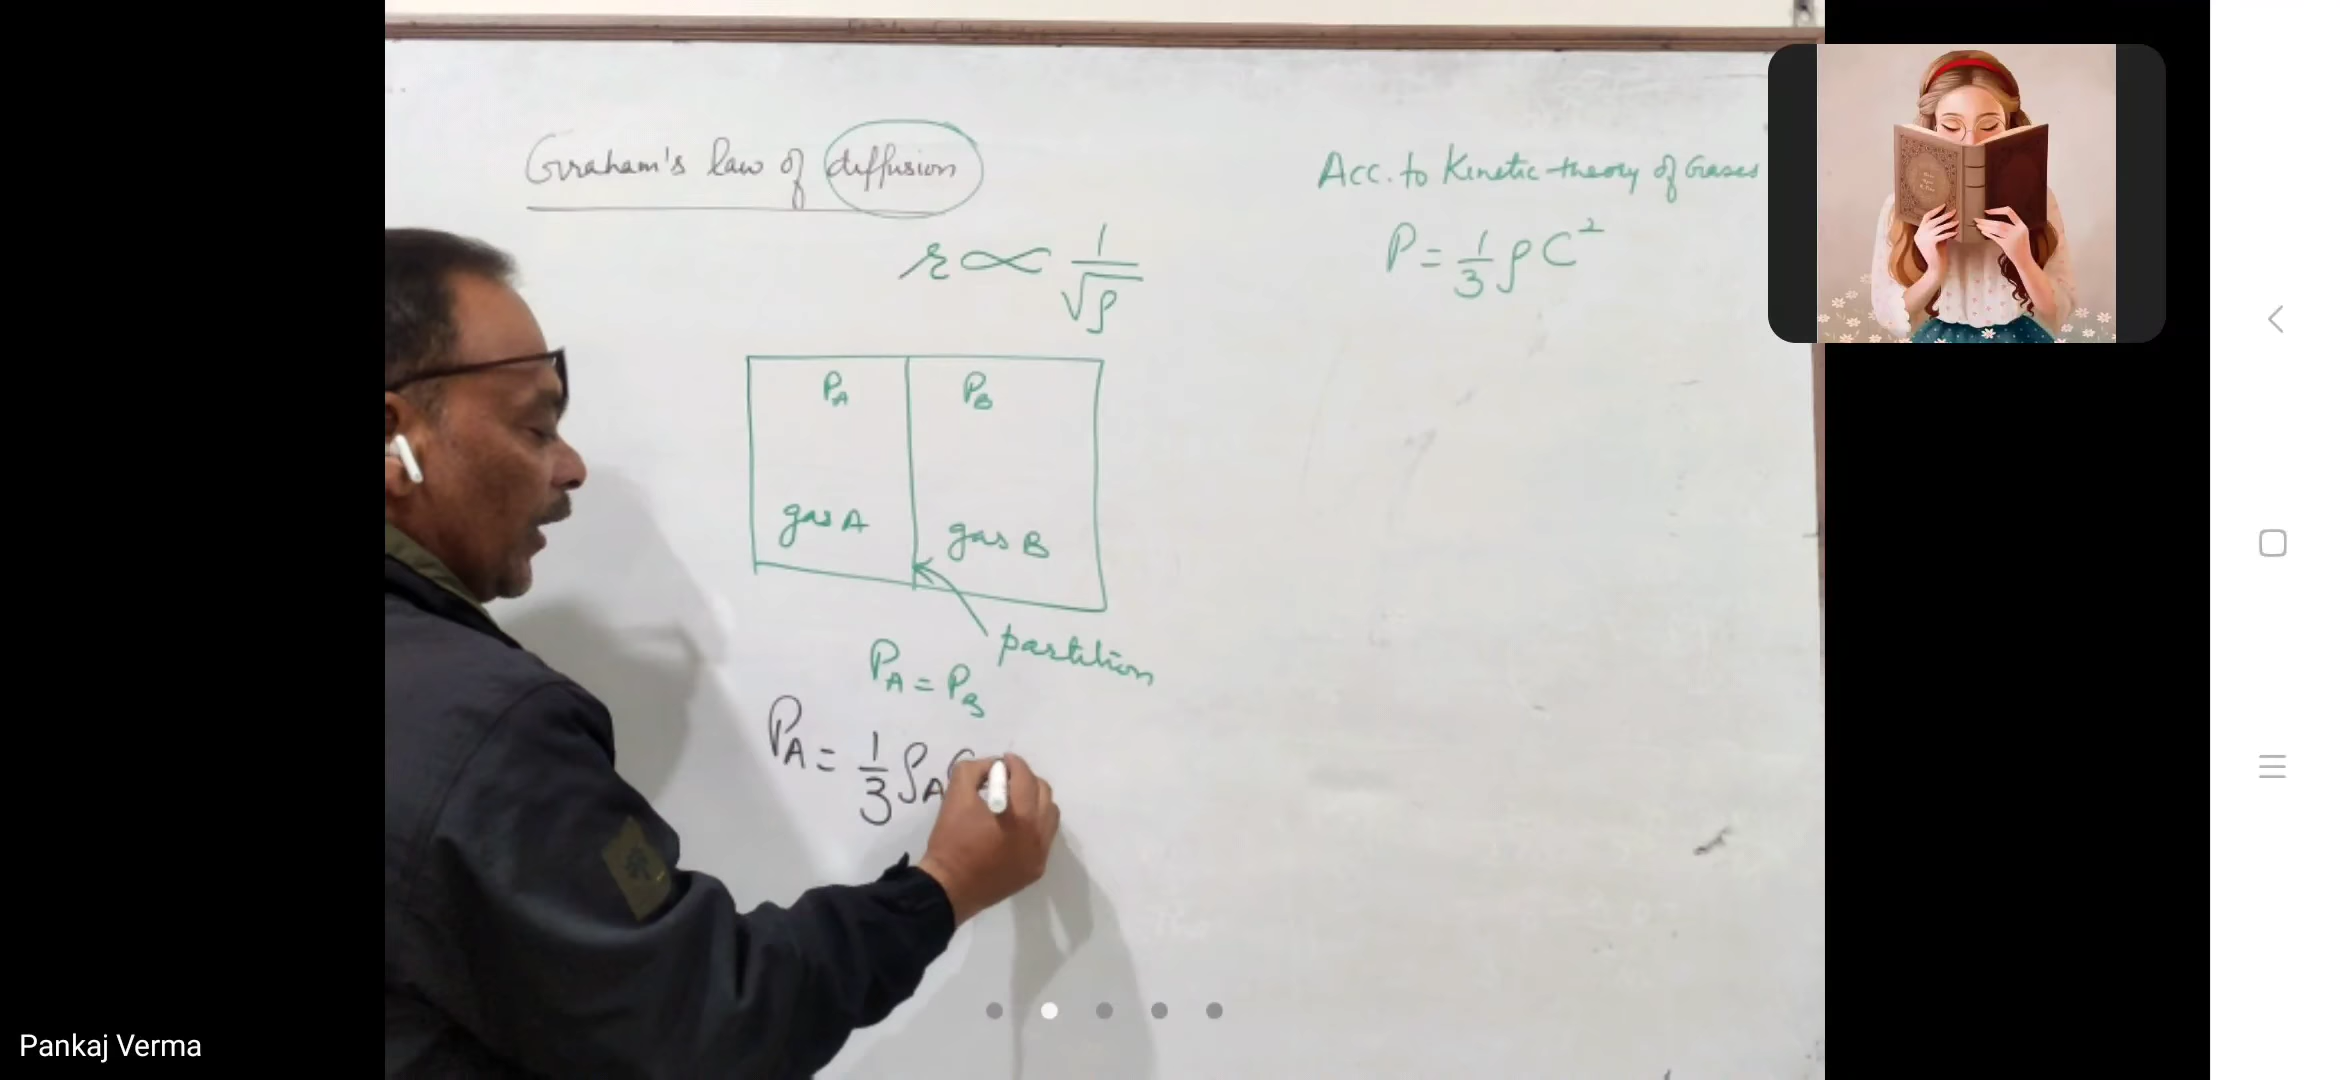 Graham's law of diffusion
r ∝ 1/√ρ
P_A P_B
gas A gas B
partition
P_A = P_B
P_A = 1/3 ρ_A C
Acc. to Kinetic theory of Gases
P = 1/3 ρ C²
Pankaj Verma